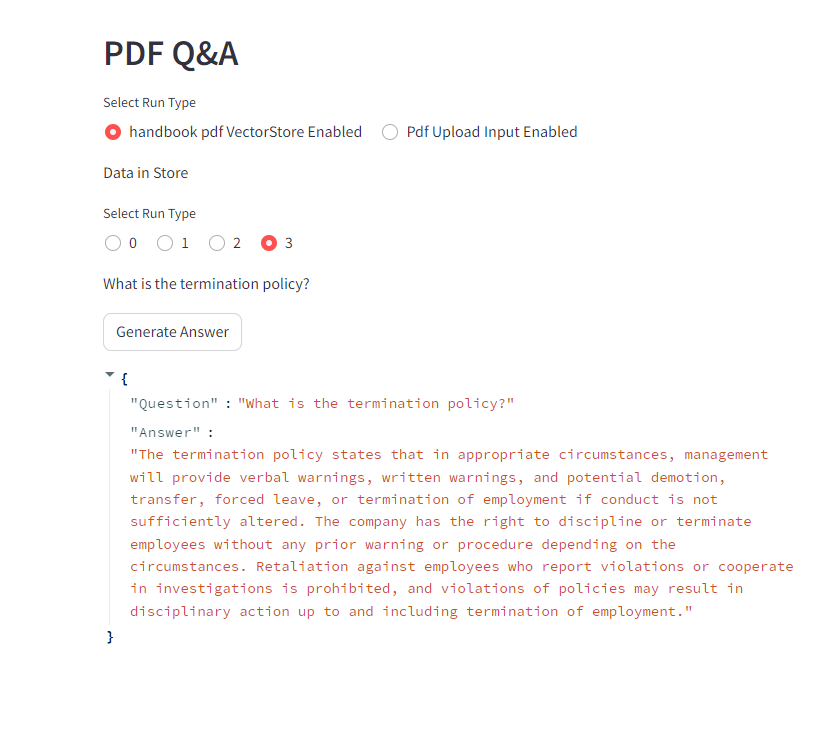 PDF Q&A
Select Run Type
handbook pdf VectorStore Enabled Pdf Upload Input Enabled
Data in Store
Select Run Type
0 1 2 3
What is the termination policy?
Generate Answer
{
"Question" : "What is the termination policy?"
"Answer" :
"The termination policy states that in appropriate circumstances, management
will provide verbal warnings, written warnings, and potential demotion,
transfer, forced leave, or termination of employment if conduct is not
sufficiently altered. The company has the right to discipline or terminate
employees without any prior warning or procedure depending on the
circumstances. Retaliation against employees who report violations or cooperate
in investigations is prohibited, and violations of policies may result in
disciplinary action up to and including termination of employment."
}